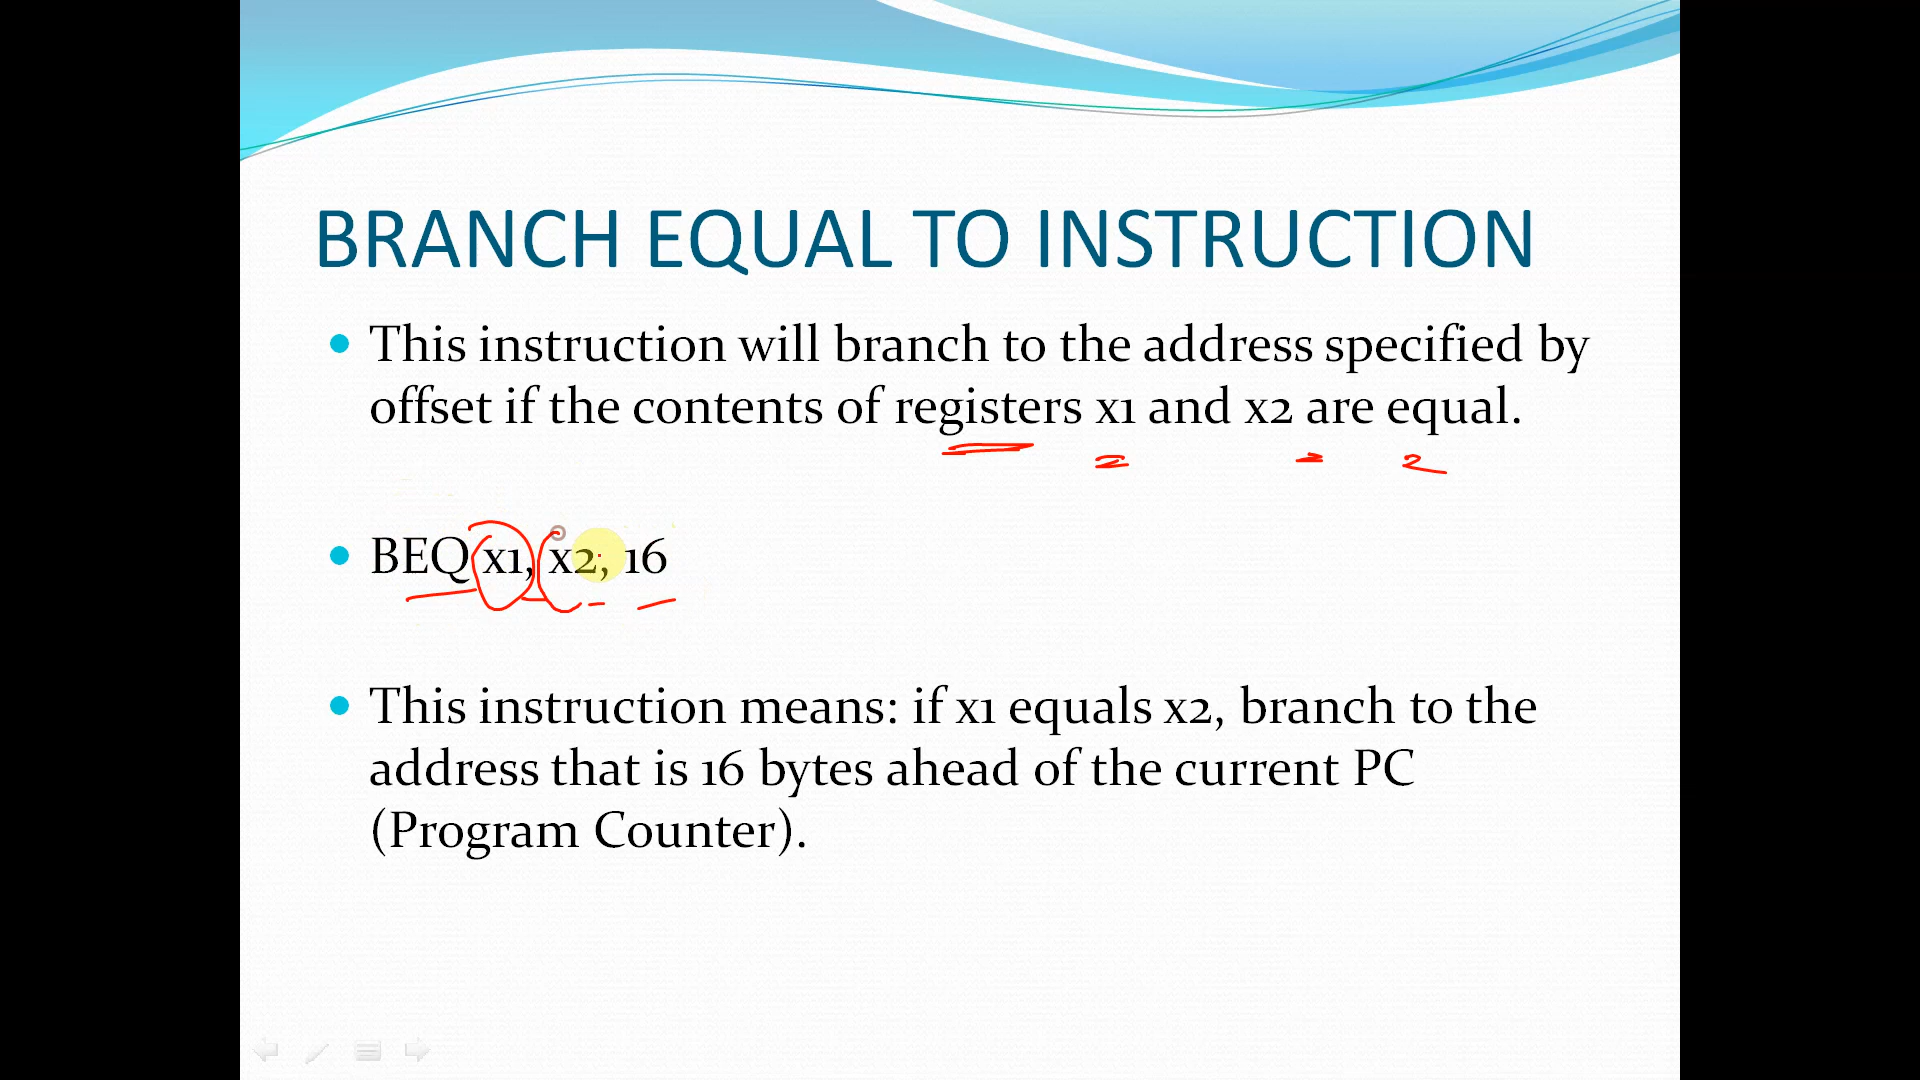 BRANCH EQUAL TO INSTRUCTION
This instruction will branch to the address specified by
offset if the contents of registers x1 and x2 are equal.
BEQ x1, x2, 16
This instruction means: if x1 equals x2, branch to the
address that is 16 bytes ahead of the current PC
(Program Counter).